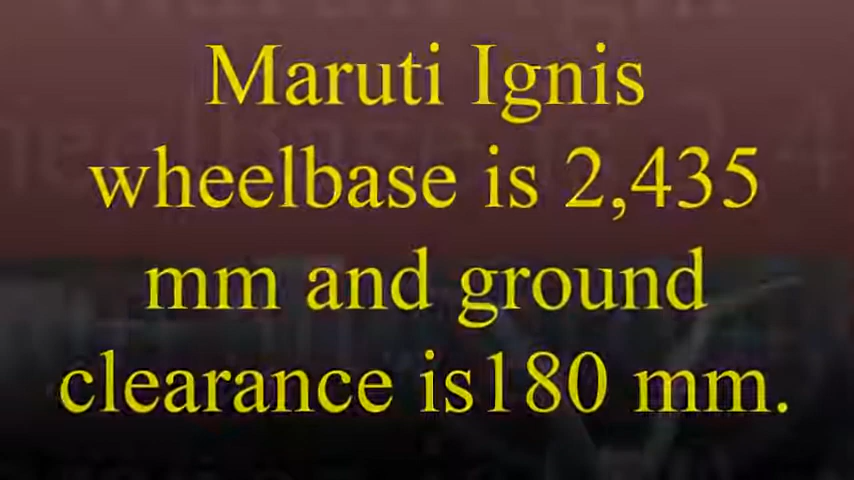 Maruti Ignis
wheelbase is 2,435
mm and ground
clearance is180 mm.